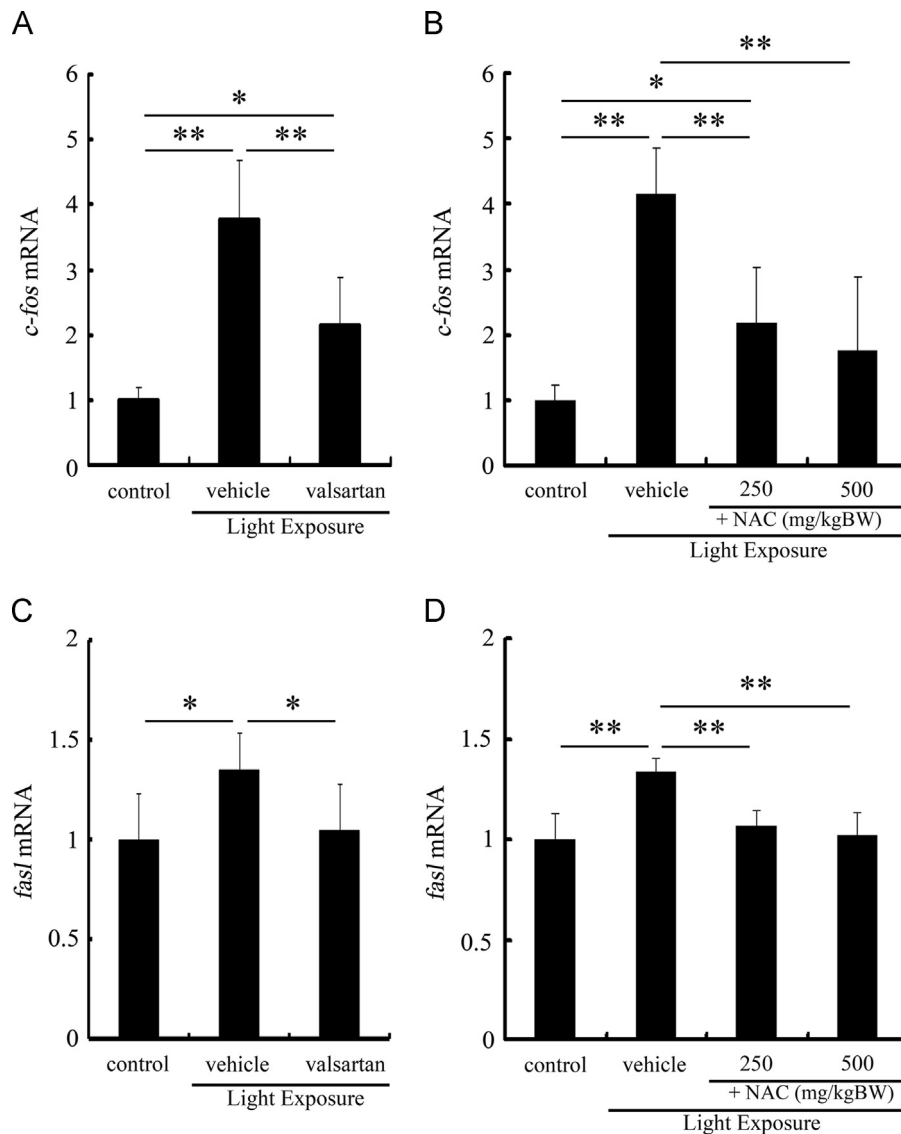 A
c-fos mRNA
6
5
4
3
2
1
0
*
**
**
control
vehicle
valsartan
Light Exposure
B
c-fos mRNA
6
5
4
3
2
1
0
**
*
**
**
control
vehicle
250
500
+ NAC (mg/kgBW)
Light Exposure
C
fasl mRNA
2
1.5
1
0.5
0
*
*
control
vehicle
valsartan
Light Exposure
D
fasl mRNA
2
1.5
1
0.5
0
**
**
**
control
vehicle
250
500
+ NAC (mg/kgBW)
Light Exposure